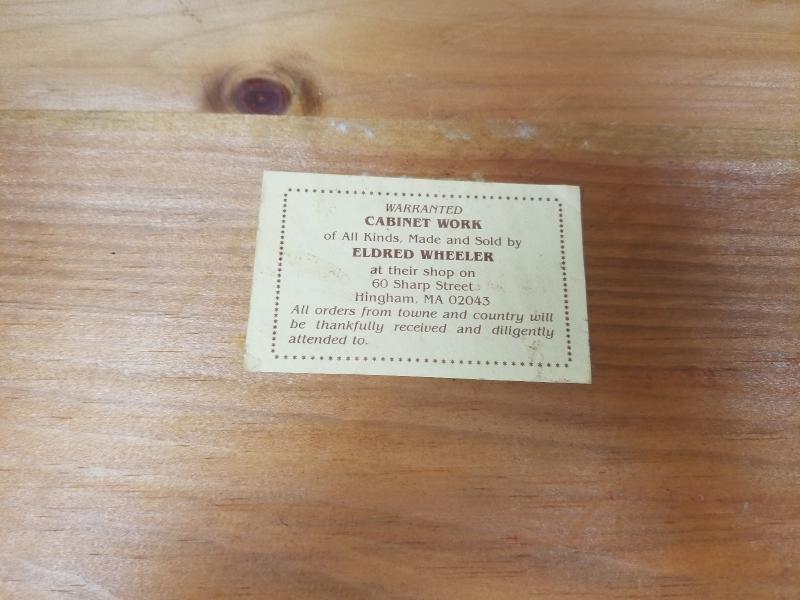 WARRANTED
CABINET WORK
of All Kinds, Made and Sold by
ELDRED WHEELER
at their shop on
60 Sharp Street
Hingham, MA 02043
All orders from towne and country will
be thankfully received and diligently
attended to.